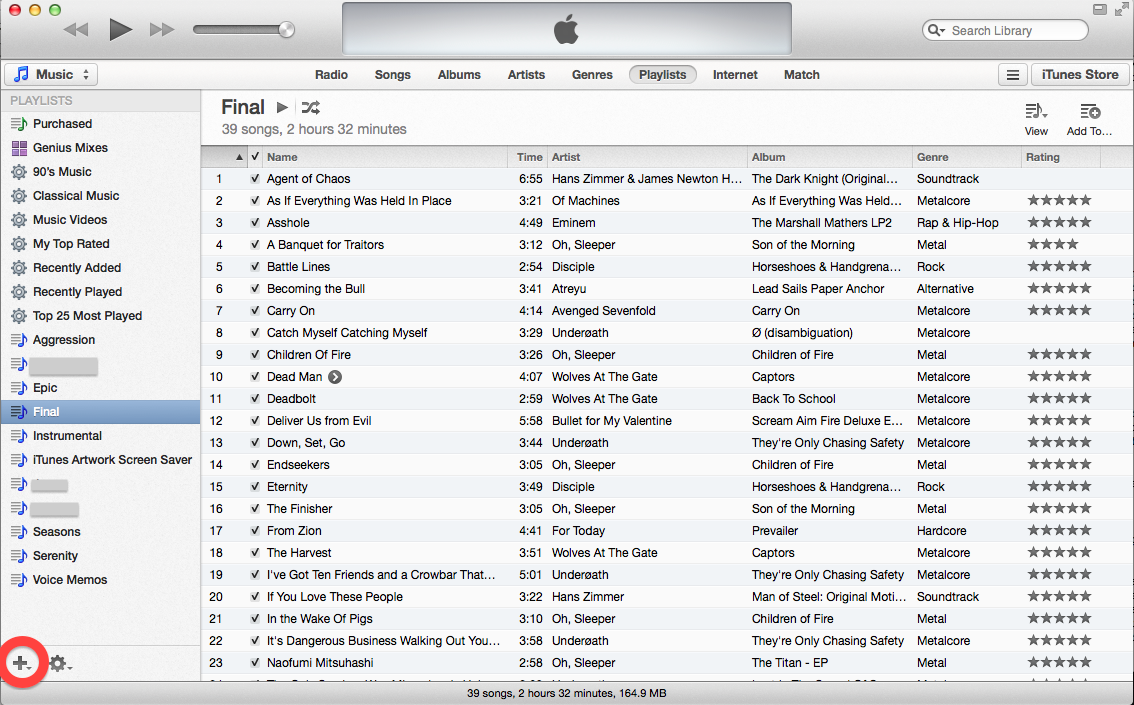 Search Library
Music
Radio Songs Albums Artists Genres Playlists Internet Match
iTunes Store
PLAYLISTS
Purchased
Genius Mixes
90's Music
Classical Music
Music Videos
My Top Rated
Recently Added
Recently Played
Top 25 Most Played
Aggression
Epic
Final
Instrumental
iTunes Artwork Screen Saver
Seasons
Serenity
Voice Memos
Final
39 songs, 2 hours 32 minutes
View
Add To...
Name Time Artist Album Genre Rating
1 Agent of Chaos 6:55 Hans Zimmer & James Newton H... The Dark Knight (Original... Soundtrack
2 As If Everything Was Held In Place 3:21 Of Machines As If Everything Was Held... Metalcore ★★★★★
3 Asshole 4:49 Eminem The Marshall Mathers LP2 Rap & Hip-Hop ★★★★★
4 A Banquet for Traitors 3:12 Oh, Sleeper Son of the Morning Metal ★★★★
5 Battle Lines 2:54 Disciple Horseshoes & Handgrena... Rock ★★★★★
6 Becoming the Bull 3:41 Atreyu Lead Sails Paper Anchor Alternative ★★★★★
7 Carry On 4:14 Avenged Sevenfold Carry On Metalcore ★★★★★
8 Catch Myself Catching Myself 3:29 Underøath Ø (disambiguation) Metalcore
9 Children Of Fire 3:26 Oh, Sleeper Children of Fire Metal ★★★★★
10 Dead Man 4:07 Wolves At The Gate Captors Metalcore ★★★★★
11 Deadbolt 2:59 Wolves At The Gate Back To School Metalcore ★★★★★
12 Deliver Us from Evil 5:58 Bullet for My Valentine Scream Aim Fire Deluxe E... Metalcore ★★★★★
13 Down, Set, Go 3:44 Underøath They're Only Chasing Safety Metalcore ★★★★★
14 Endseekers 3:05 Oh, Sleeper Children of Fire Metal ★★★★★
15 Eternity 3:49 Disciple Horseshoes & Handgrena... Rock ★★★★★
16 The Finisher 3:05 Oh, Sleeper Son of the Morning Metal ★★★★★
17 From Zion 4:41 For Today Prevailer Hardcore ★★★★★
18 The Harvest 3:51 Wolves At The Gate Captors Metalcore ★★★★★
19 I've Got Ten Friends and a Crowbar That... 5:01 Underøath They're Only Chasing Safety Metalcore ★★★★★
20 If You Love These People 3:22 Hans Zimmer Man of Steel: Original Moti... Soundtrack ★★★★★
21 In the Wake Of Pigs 3:10 Oh, Sleeper Children of Fire Metal ★★★★★
22 It's Dangerous Business Walking Out You... 3:58 Underøath They're Only Chasing Safety Metalcore ★★★★★
23 Naofumi Mitsuhashi 2:58 Oh, Sleeper The Titan - EP Metal ★★★★★
39 songs, 2 hours 32 minutes, 164.9 MB